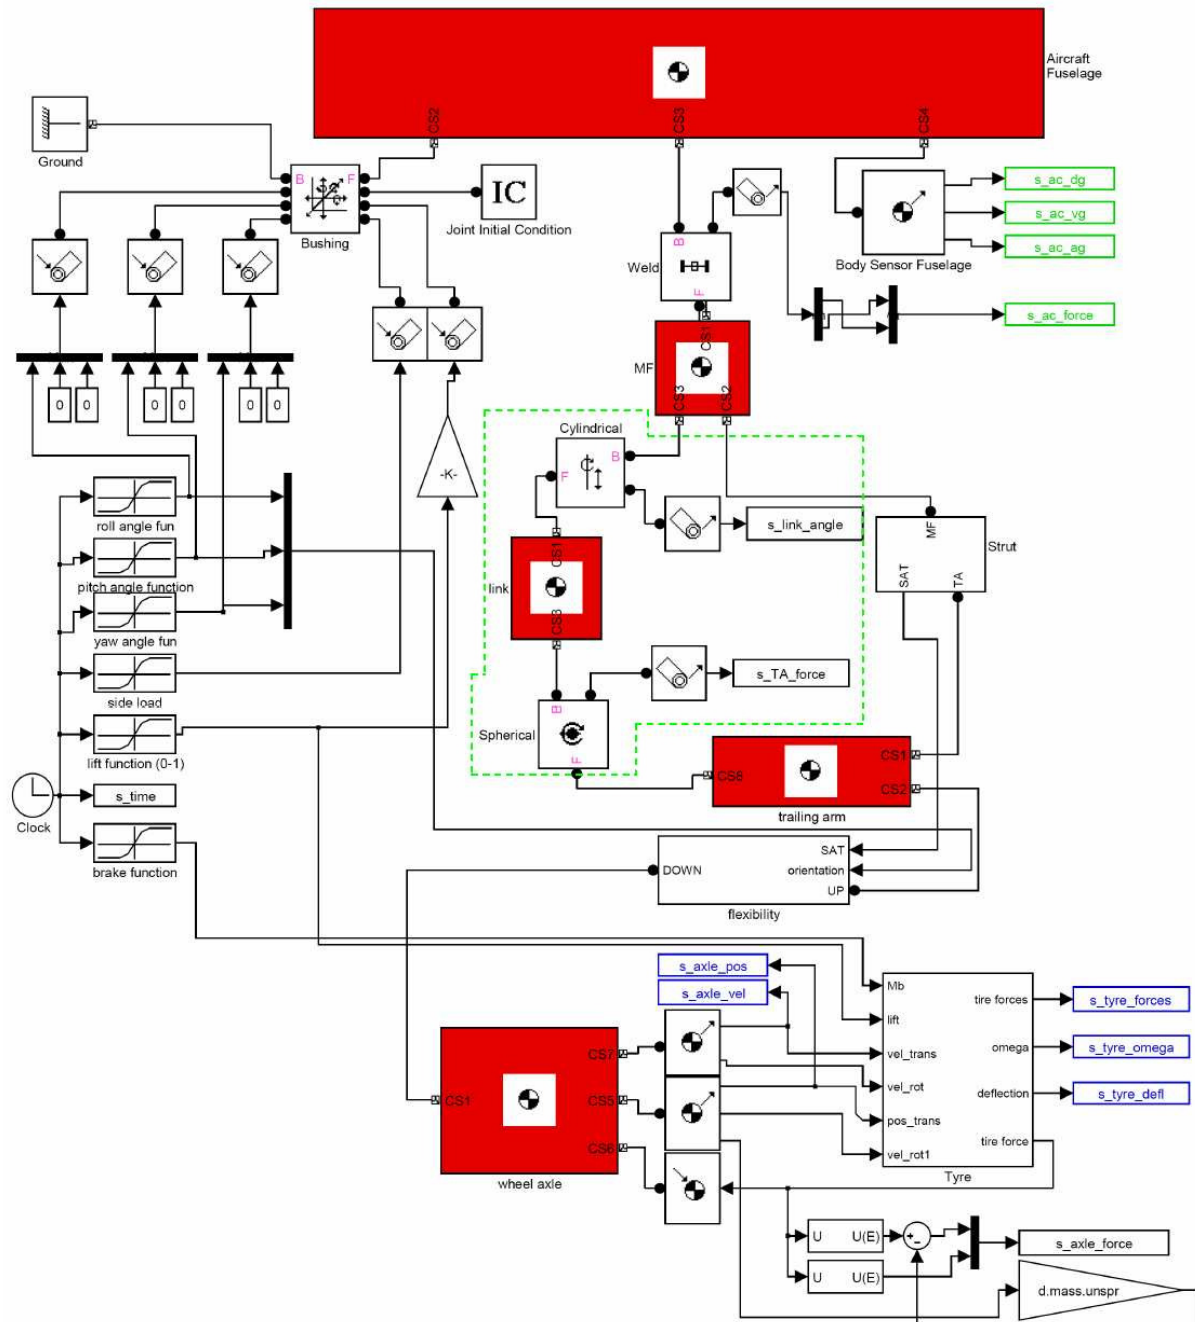 Aircraft
Fuselage
CS2
CS3
CS4
Ground
B
F
IC
Bushing
Joint Initial Condition
s_ac_dg
s_ac_vg
s_ac_ag
Body Sensor Fuselage
B
Weld
F
s_ac_force
CS1
MF
CS3
CS2
0
0
0
0
0
0
Cylindrical
B
F
-K-
roll angle fun
s_link_angle
MF
Strut
SAT
TA
CS1
link
CS3
pitch angle function
yaw angle fun
side load
s_TA_force
B
Spherical
F
lift function (0-1)
CS1
CS6
CS2
trailing arm
s_time
Clock
brake function
SAT
DOWN
orientation
UP
flexibility
s_axle_pos
s_axle_vel
Mb
tire forces
s_tyre_forces
lift
CS7
vel_trans
omega
s_tyre_omega
vel_rot
CS1
CS5
deflection
s_tyre_defl
pos_trans
CS6
vel_rot1
tire force
wheel axle
Tyre
U
U(E)
+
-
s_axle_force
U
U(E)
d.mass.unspr